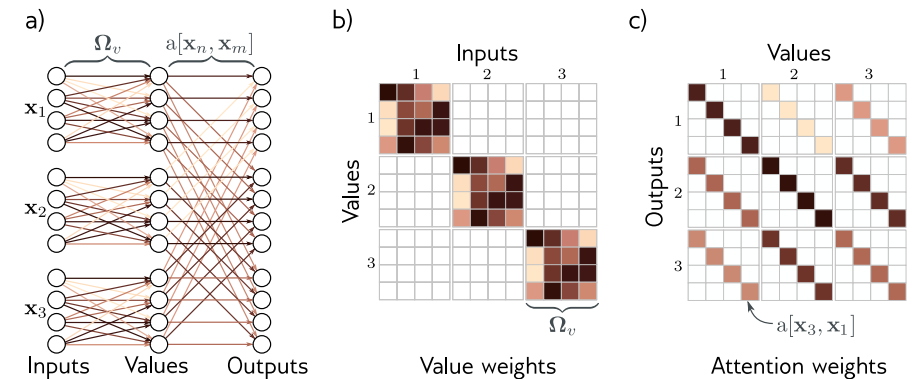 a)
Ω_v
a[x_n, x_m]
x_1
x_2
x_3
Inputs
Values
Outputs
b)
Inputs
1 2 3
Values
1
2
3
Ω_v
Value weights
c)
Values
1 2 3
Outputs
1
2
3
a[x_3, x_1]
Attention weights